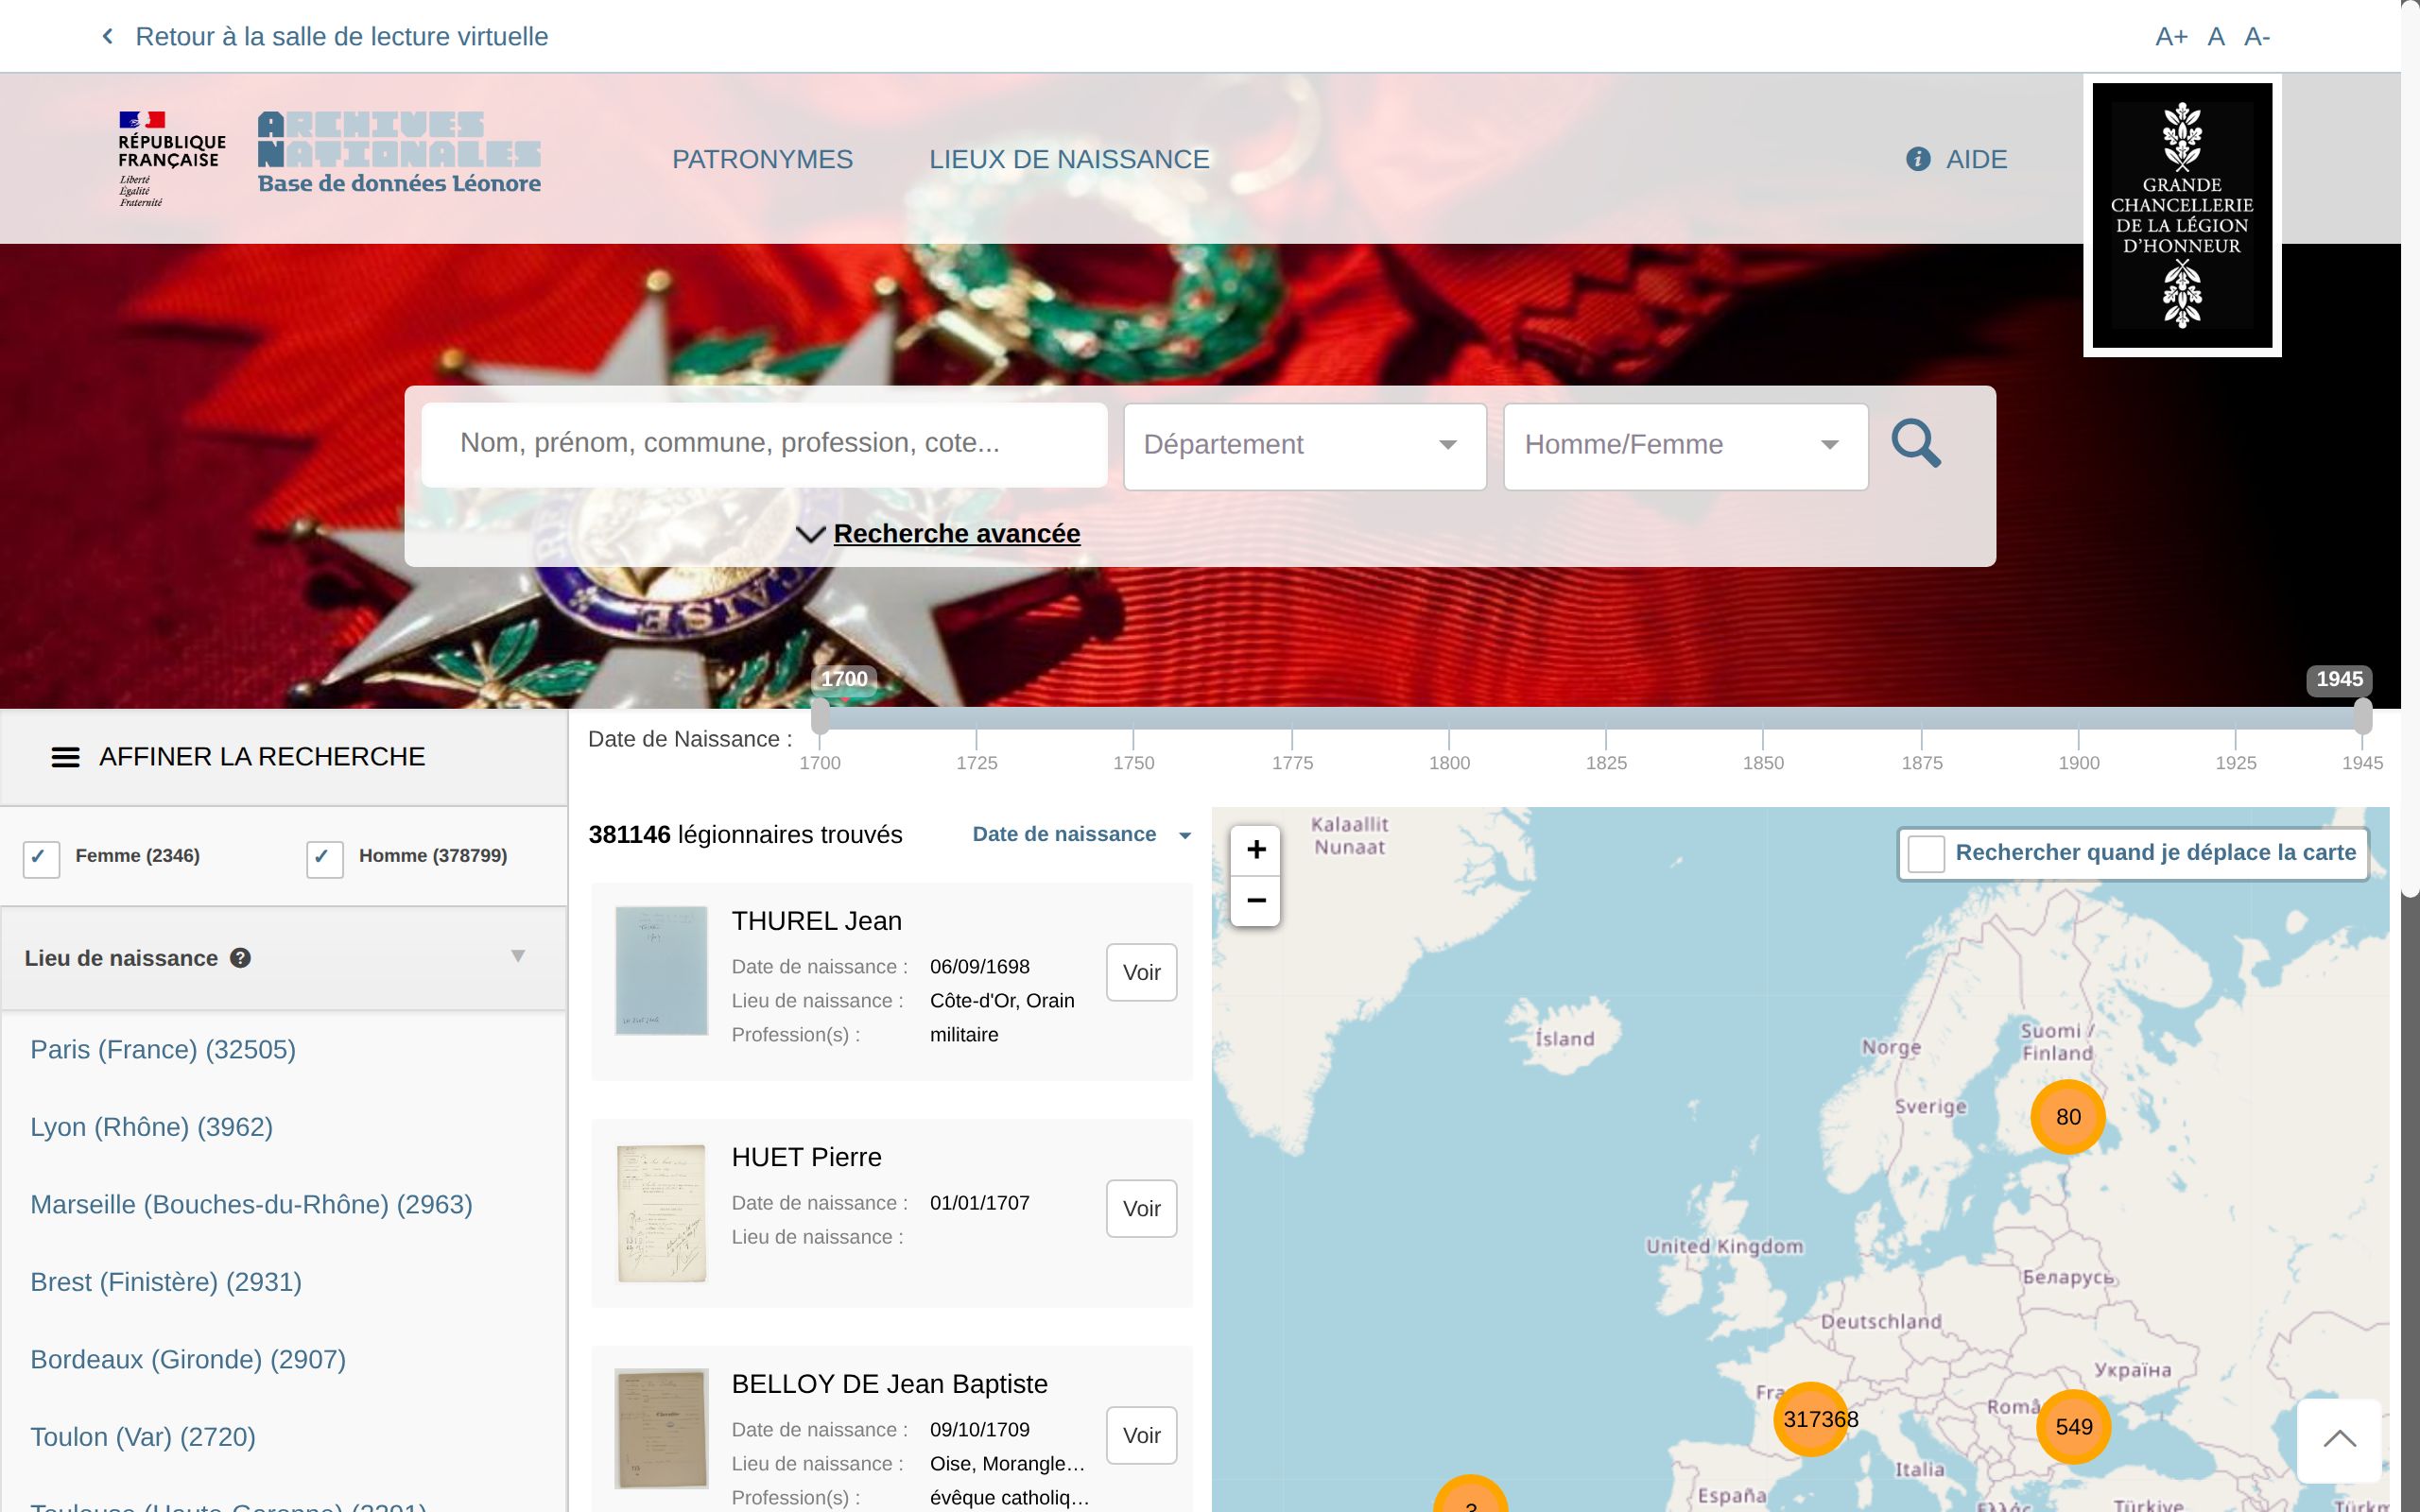 Retour à la salle de lecture virtuelle
A+ A A-
RÉPUBLIQUE
FRANÇAISE
Liberté
Égalité
Fraternité
ARCHIVES
NATIONALES
Base de données Léonore
PATRONYMES
LIEUX DE NAISSANCE
AIDE
GRANDE
CHANCELLERIE
DE LA LÉGION
D'HONNEUR
Nom, prénom, commune, profession, cote...
Département
Homme/Femme
Recherche avancée
1700
1945
AFFINER LA RECHERCHE
Date de Naissance :
1700 1725 1750 1775 1800 1825 1850 1875 1900 1925 1945
Femme (2346)
Homme (378799)
Lieu de naissance ?
Paris (France) (32505)
Lyon (Rhône) (3962)
Marseille (Bouches-du-Rhône) (2963)
Brest (Finistère) (2931)
Bordeaux (Gironde) (2907)
Toulon (Var) (2720)
381146 légionnaires trouvés
Date de naissance
THUREL Jean
Date de naissance : 06/09/1698
Lieu de naissance : Côte-d'Or, Orain
Profession(s) : militaire
Voir
HUET Pierre
Date de naissance : 01/01/1707
Lieu de naissance :
Voir
BELLOY DE Jean Baptiste
Date de naissance : 09/10/1709
Lieu de naissance : Oise, Morangle...
Profession(s) : évêque catholiq...
Voir
+
−
Rechercher quand je déplace la carte
Kalaallit
Nunaat
Ísland
Norge
Suomi /
Finland
80
Sverige
United Kingdom
Беларусь
Deutschland
Україна
Fra
317368
Româ
549
Italia
España
3
Türkiye